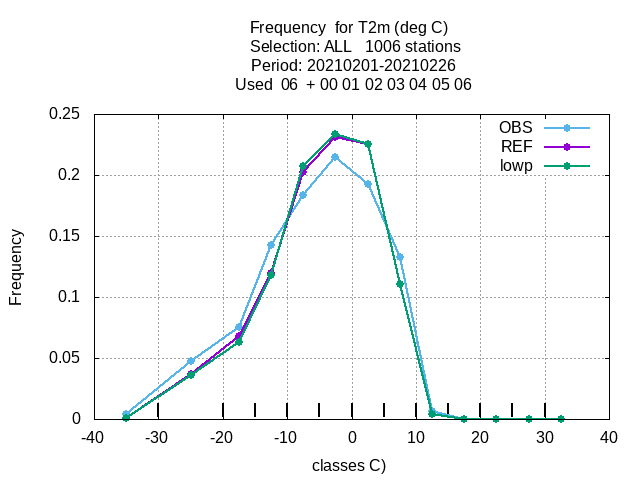 Frequency  for T2m (deg C)
Selection: ALL   1006 stations
Period: 20210201-20210226
Used  06  + 00 01 02 03 04 05 06
OBS
REF
lowp
0.25
0.2
0.15
0.1
0.05
0
Frequency
-40 -30 -20 -10 0 10 20 30 40
classes C)